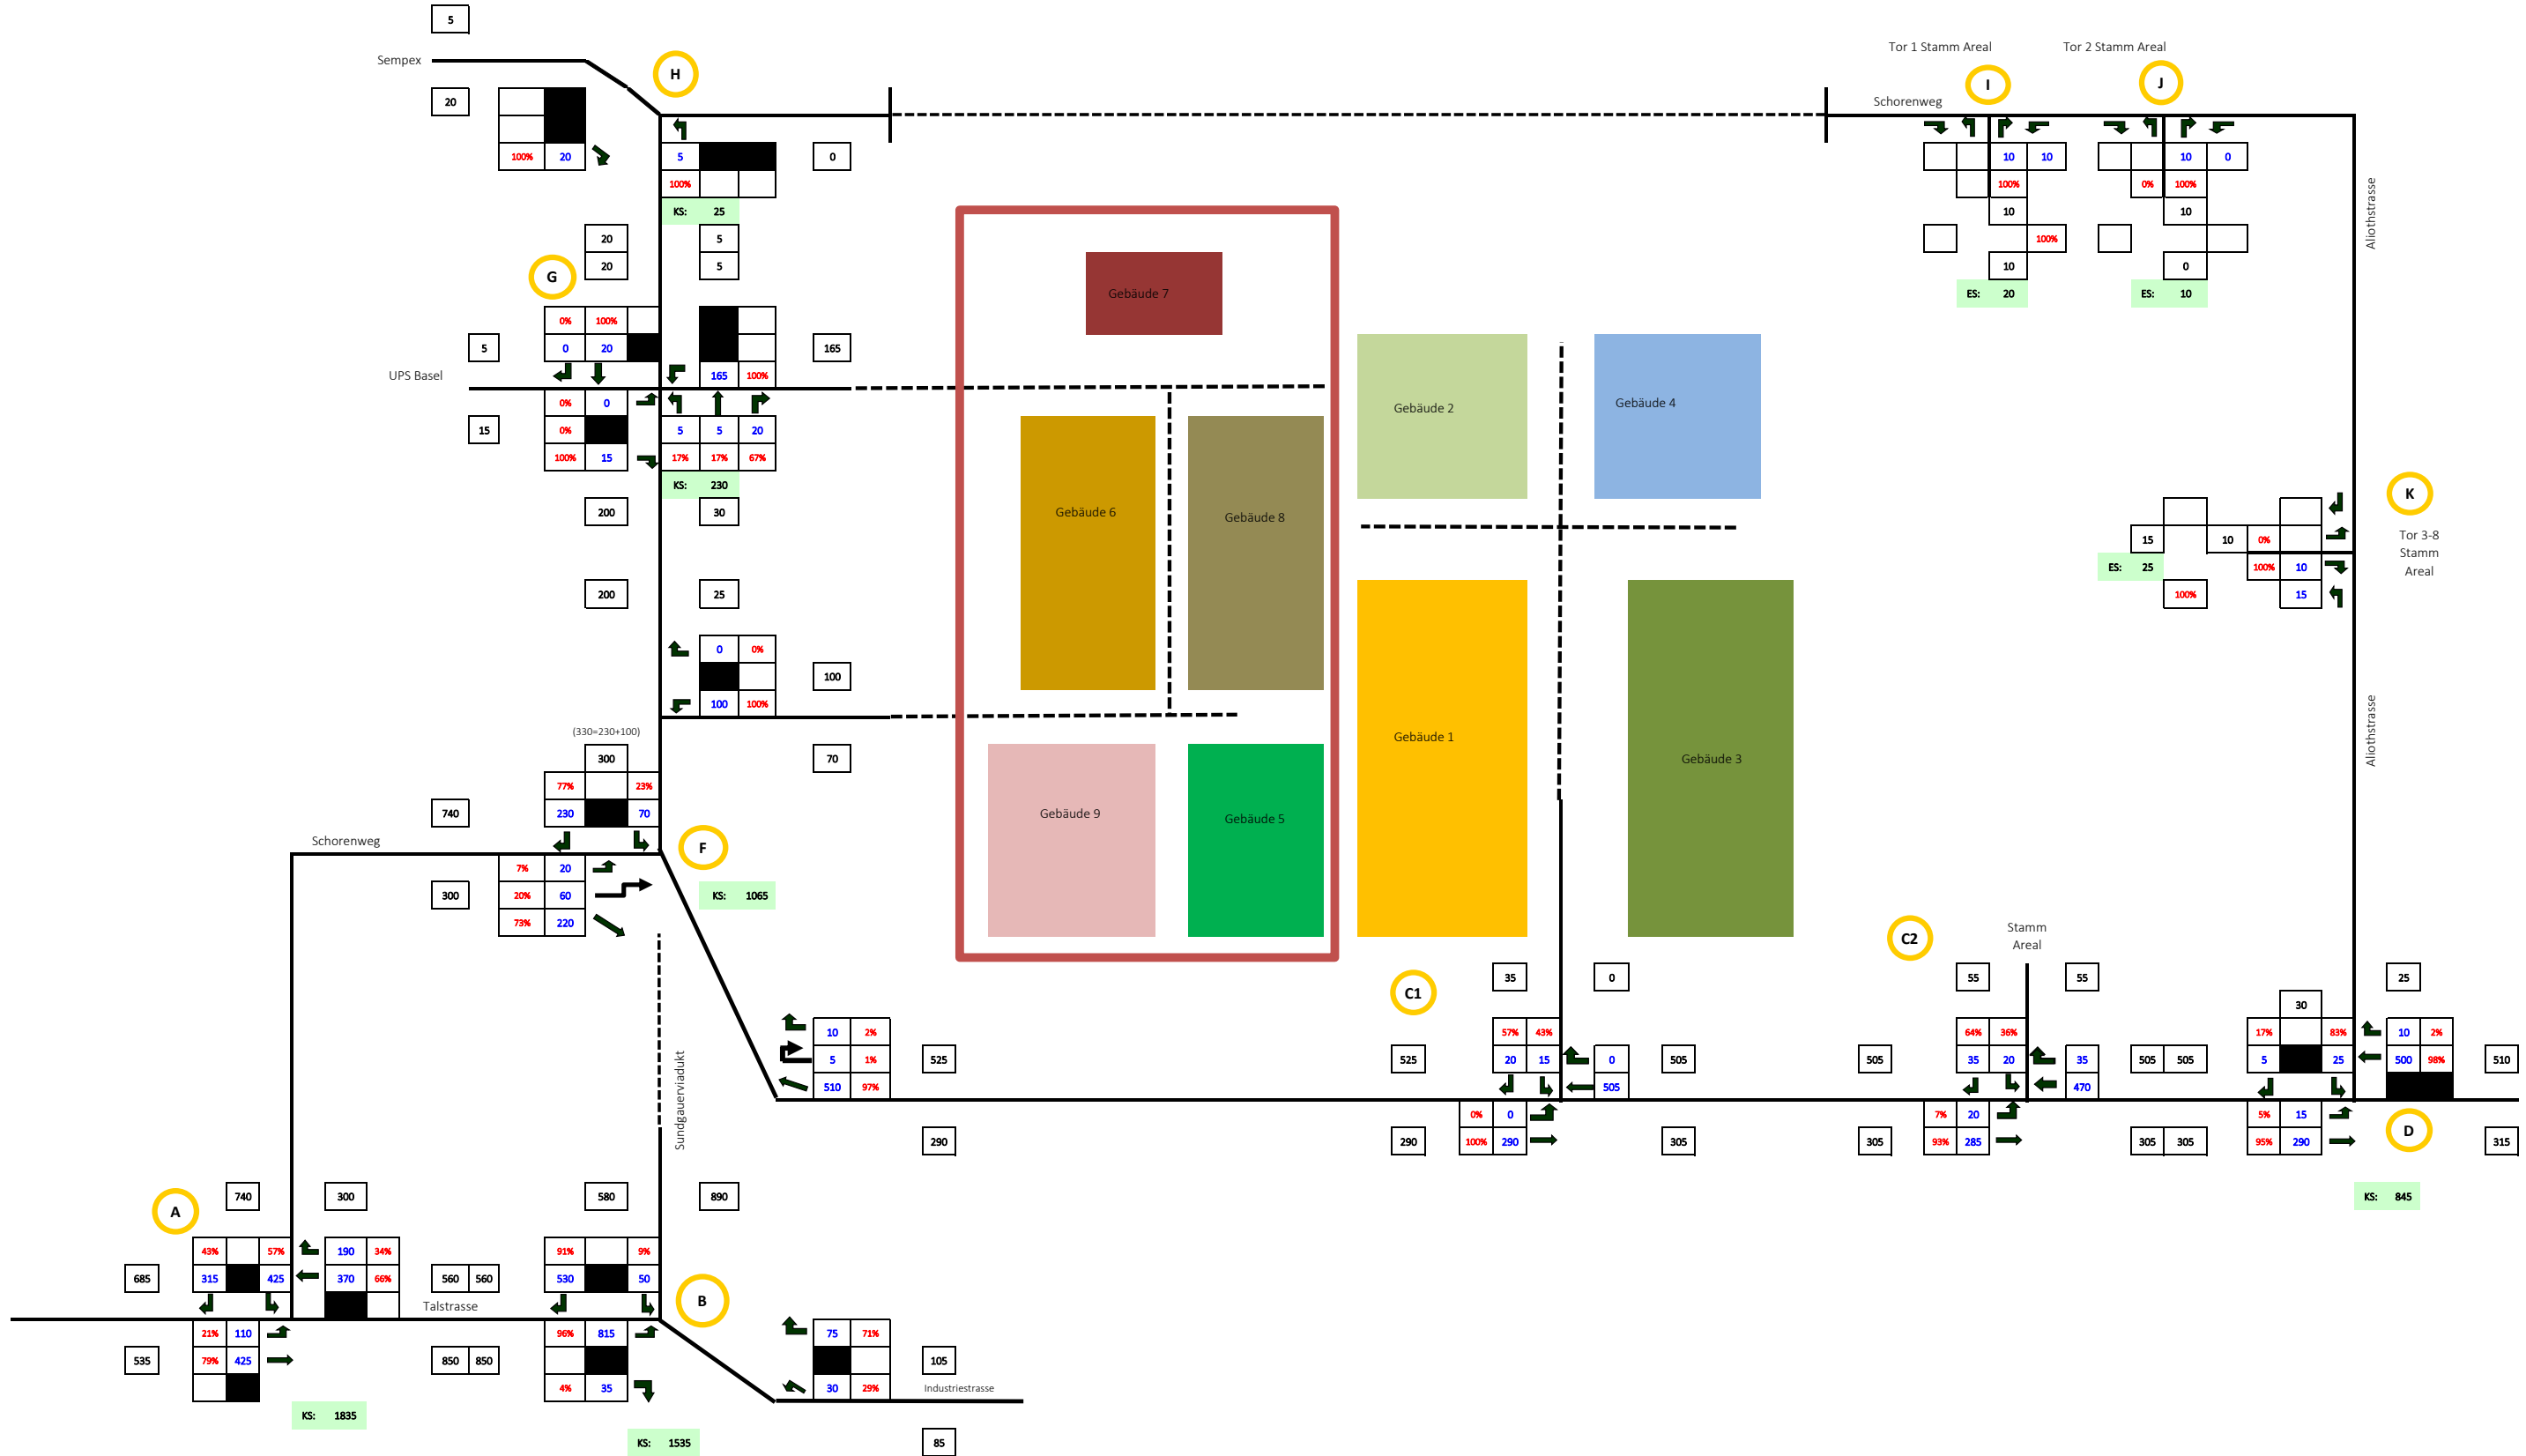 5
Tor 1 Stamm Areal Tor 2 Stamm Areal
Sempex H
I J
20 Schorenweg
100% 20 5 0 10 10 10 0
100% 100% 0% 100%
KS: 25 10 10
20 5 100%
20 5 10 0
G
ES: 20 ES: 10
Aliothstrasse
Gebäude 7
0% 100%
5 0 20 165
UPS Basel 165 100%
0% 0
15 0% 5 5 20
100% 15 17% 17% 67%
KS: 230
200 30
Gebäude 2 Gebäude 4
Gebäude 6 Gebäude 8
K
Tor 3-8
Stamm
Areal
15 10 0%
ES: 25 100% 10
100% 15
200 25
0 0%
100
100 100%
(330=230+100)
300 70
77% 23%
740 230 70
Schorenweg F
7% 20
300 20% 60 KS: 1065
73% 220
Gebäude 1 Gebäude 3
Gebäude 9 Gebäude 5
Aliothstrasse
C2 Stamm
Areal
C1 35 0 55 55 25
30
10 2% 57% 43% 64% 36% 17% 83% 10 2%
5 1% 525 525 20 15 0 505 505 35 20 35 505 505 5 25 500 98% 510
510 97% 505 470
0% 0 7% 20 5% 15
290 290 100% 290 305 305 93% 285 305 305 95% 290 D 315
Sundgauerviadukt
KS: 845
A 740 300 580 890
43% 57% 190 34% 91% 9%
685 315 425 370 66% 560 560 530 50 B
Talstrasse
21% 110 96% 815 75 71%
535 79% 425 850 850 105
4% 35 30 29% Industriestrasse
KS: 1835
KS: 1535 85